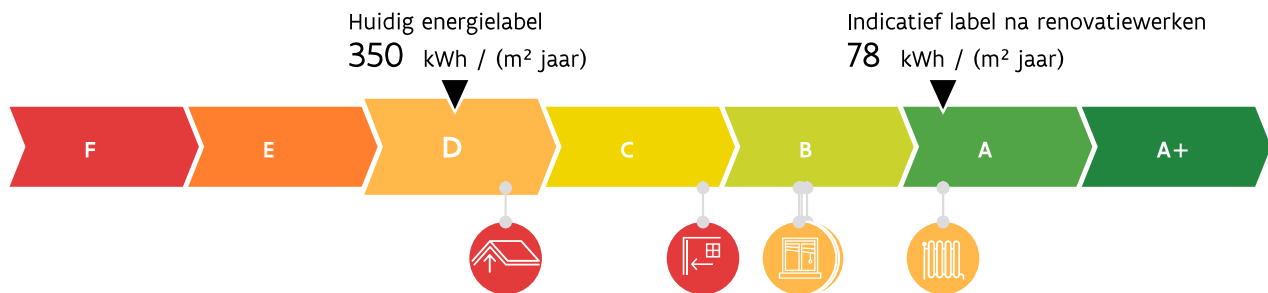 Huidig energielabel
350 kWh / (m² jaar)
Indicatief label na renovatiewerken
78 kWh / (m² jaar)
F E D C B A A+